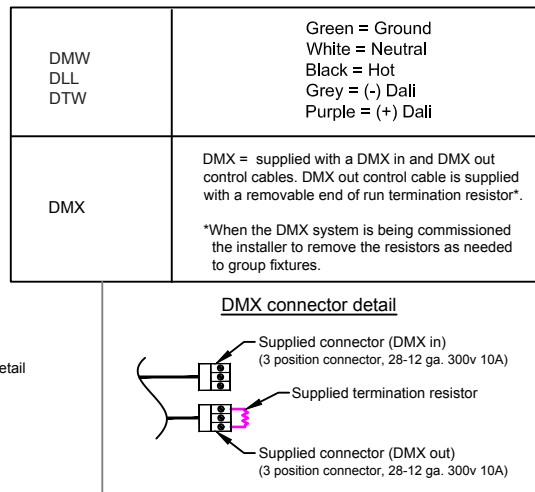 DMW
DLL
DTW
Green = Ground
White = Neutral
Black = Hot
Grey = (-) Dali
Purple = (+) Dali
DMX
DMX = supplied with a DMX in and DMX out
control cables. DMX out control cable is supplied
with a removable end of run termination resistor*.
*When the DMX system is being commissioned
the installer to remove the resistors as needed
to group fixtures.
DMX connector detail
Supplied connector (DMX in)
(3 position connector, 28-12 ga. 300v 10A)
etail
Supplied termination resistor
Supplied connector (DMX out)
(3 position connector, 28-12 ga. 300v 10A)